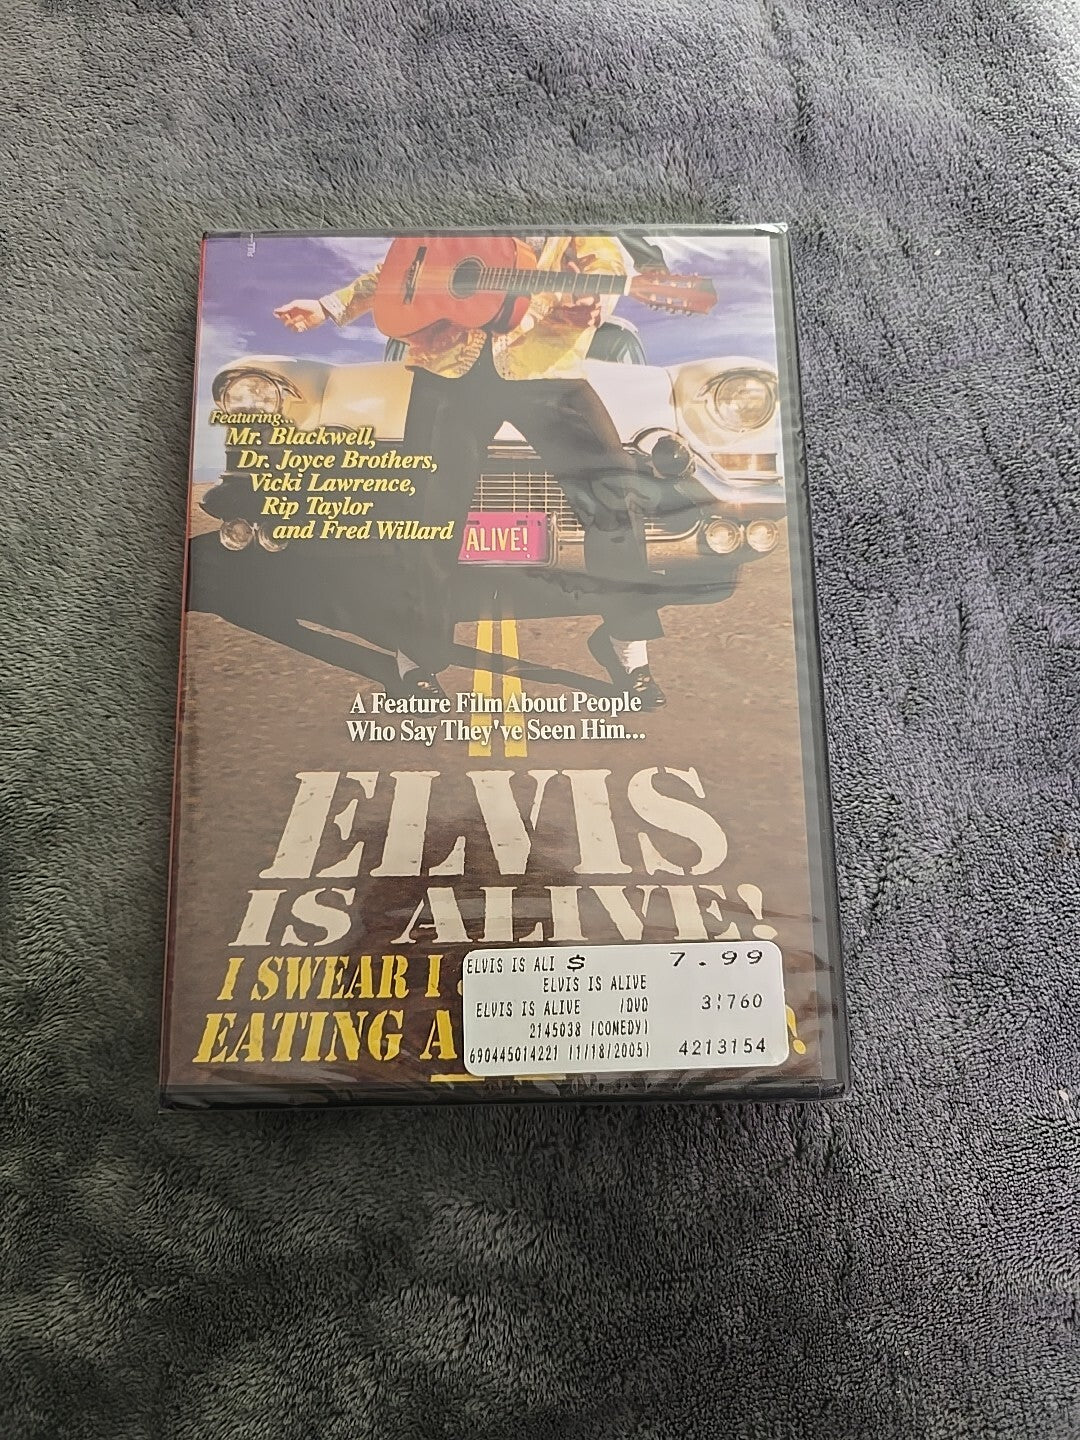 Featuring...
Mr. Blackwell,
Dr. Joyce Brothers,
Vicki Lawrence,
Rip Taylor
and Fred Willard
ALIVE!
A Feature Film About People
Who Say They've Seen Him...
ELVIS
IS ALIVE!
I SWEAR I
EATING A !
ELVIS IS ALI $ 7.99
ELVIS IS ALIVE
ELVIS IS ALIVE /DVD 3!760
2145038 (COMEDY)
690445014221 (1/18/2005) 4213154